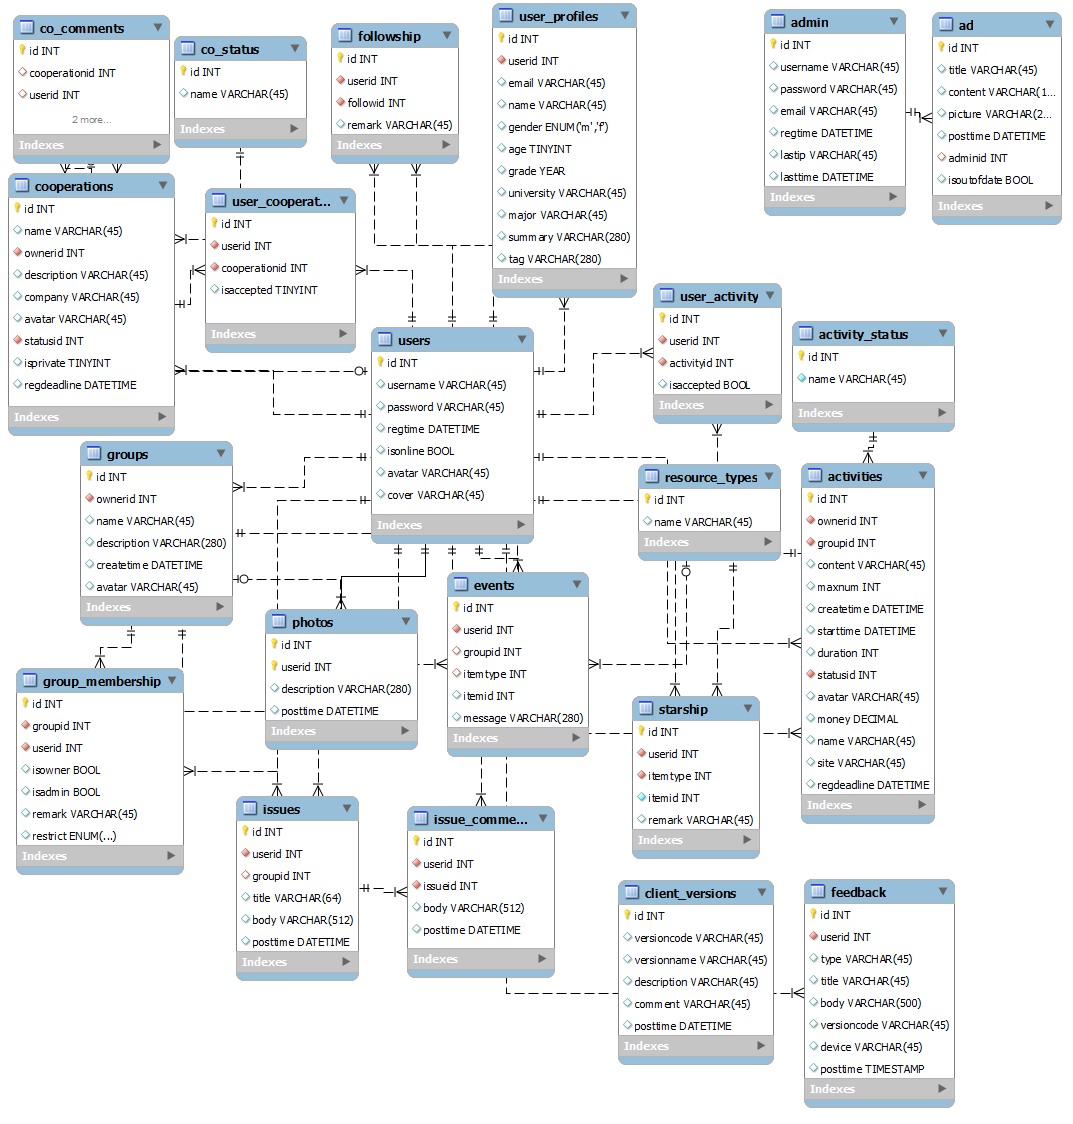 co_comments
id INT
cooperationid INT
userid INT
2 more...
Indexes
co_status
id INT
name VARCHAR(45)
Indexes
followship
id INT
userid INT
followid INT
remark VARCHAR(45)
Indexes
user_profiles
id INT
userid INT
email VARCHAR(45)
name VARCHAR(45)
gender ENUM('m','f')
age TINYINT
grade YEAR
university VARCHAR(45)
major VARCHAR(45)
summary VARCHAR(280)
tag VARCHAR(280)
Indexes
admin
id INT
username VARCHAR(45)
password VARCHAR(45)
email VARCHAR(45)
regtime DATETIME
lastip VARCHAR(45)
lasttime DATETIME
Indexes
ad
id INT
title VARCHAR(45)
content VARCHAR(1...
picture VARCHAR(2...
posttime DATETIME
adminid INT
isoutofdate BOOL
Indexes
cooperations
id INT
name VARCHAR(45)
ownerid INT
description VARCHAR(45)
company VARCHAR(45)
avatar VARCHAR(45)
statusid INT
isprivate TINYINT
regdeadline DATETIME
Indexes
user_cooperat...
id INT
userid INT
cooperationid INT
isaccepted TINYINT
Indexes
users
id INT
username VARCHAR(45)
password VARCHAR(45)
regtime DATETIME
isonline BOOL
avatar VARCHAR(45)
cover VARCHAR(45)
Indexes
user_activity
id INT
userid INT
activityid INT
isaccepted BOOL
Indexes
activity_status
id INT
name VARCHAR(45)
Indexes
groups
id INT
ownerid INT
name VARCHAR(45)
description VARCHAR(280)
createtime DATETIME
avatar VARCHAR(45)
Indexes
resource_types
id INT
name VARCHAR(45)
Indexes
activities
id INT
ownerid INT
groupid INT
content VARCHAR(45)
maxnum INT
createtime DATETIME
starttime DATETIME
duration INT
statusid INT
avatar VARCHAR(45)
money DECIMAL
name VARCHAR(45)
site VARCHAR(45)
regdeadline DATETIME
Indexes
photos
id INT
userid INT
description VARCHAR(280)
posttime DATETIME
Indexes
events
id INT
userid INT
groupid INT
itemtype INT
itemid INT
message VARCHAR(280)
Indexes
group_membership
id INT
groupid INT
userid INT
isowner BOOL
isadmin BOOL
remark VARCHAR(45)
restrict ENUM(...)
Indexes
starship
id INT
userid INT
itemtype INT
itemid INT
remark VARCHAR(45)
Indexes
issues
id INT
userid INT
groupid INT
title VARCHAR(64)
body VARCHAR(512)
posttime DATETIME
Indexes
issue_comme...
id INT
userid INT
issueid INT
body VARCHAR(512)
posttime DATETIME
Indexes
client_versions
id INT
versioncode VARCHAR(45)
versionname VARCHAR(45)
description VARCHAR(45)
comment VARCHAR(45)
posttime DATETIME
Indexes
feedback
id INT
userid INT
type VARCHAR(45)
title VARCHAR(45)
body VARCHAR(500)
versioncode VARCHAR(45)
device VARCHAR(45)
posttime TIMESTAMP
Indexes